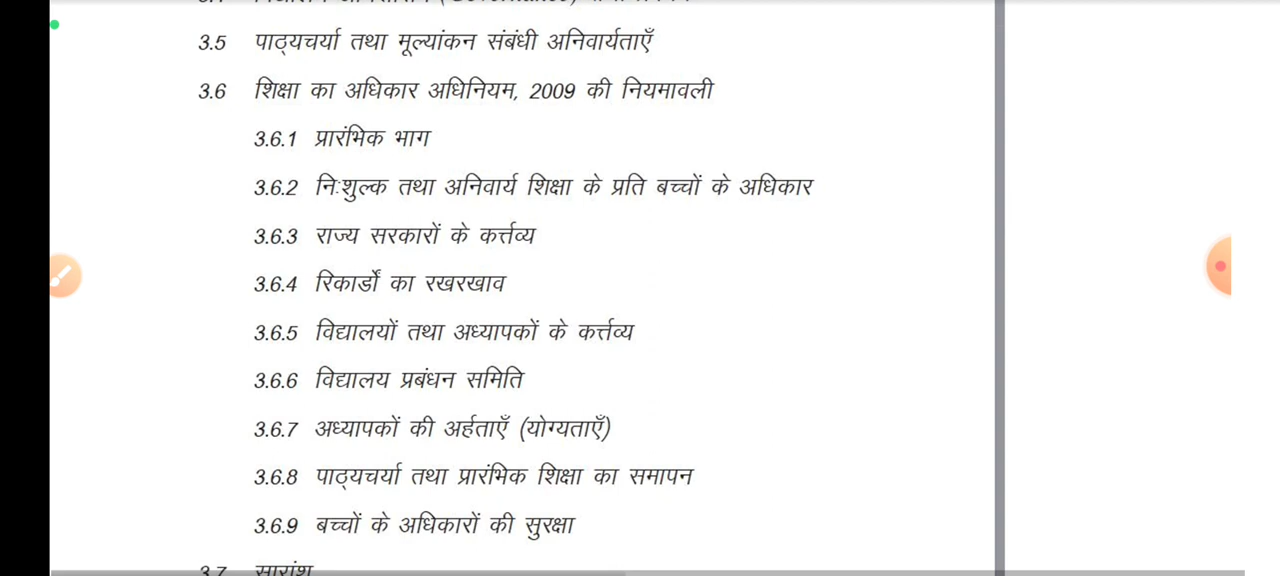 3.5 पाठ्यचर्या तथा मूल्यांकन संबंधी अनिवार्यताएँ
3.6 शिक्षा का अधिकार अधिनियम, 2009 की नियमावली
3.6.1 प्रारंभिक भाग
3.6.2 निःशुल्क तथा अनिवार्य शिक्षा के प्रति बच्चों के अधिकार
3.6.3 राज्य सरकारों के कर्त्तव्य
3.6.4 रिकार्डों का रखरखाव
3.6.5 विद्यालयों तथा अध्यापकों के कर्त्तव्य
3.6.6 विद्यालय प्रबंधन समिति
3.6.7 अध्यापकों की अर्हताएँ (योग्यताएँ)
3.6.8 पाठ्यचर्या तथा प्रारंभिक शिक्षा का समापन
3.6.9 बच्चों के अधिकारों की सुरक्षा
3.7 सारांश